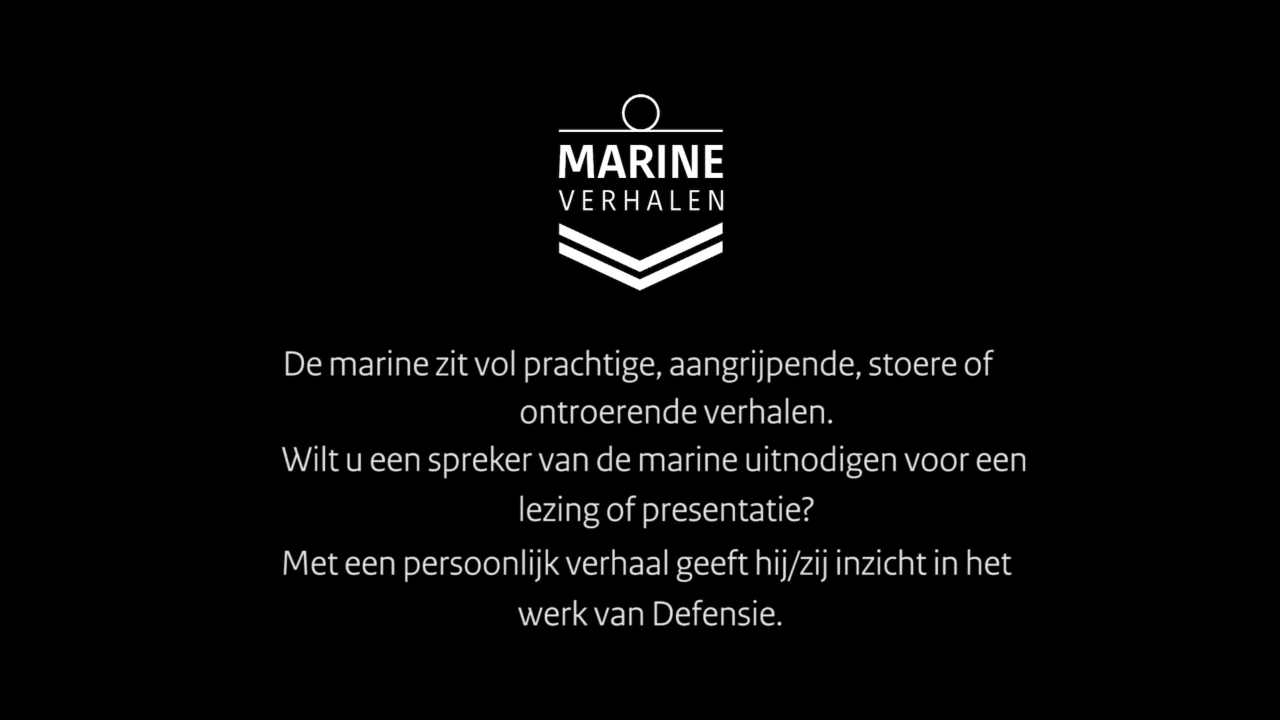 MARINE
VERHALEN
De marine zit vol prachtige, aangrijpende, stoere of
ontroerende verhalen.
Wilt u een spreker van de marine uitnodigen voor een
lezing of presentatie?
Met een persoonlijk verhaal geeft hij/zij inzicht in het
werk van Defensie.